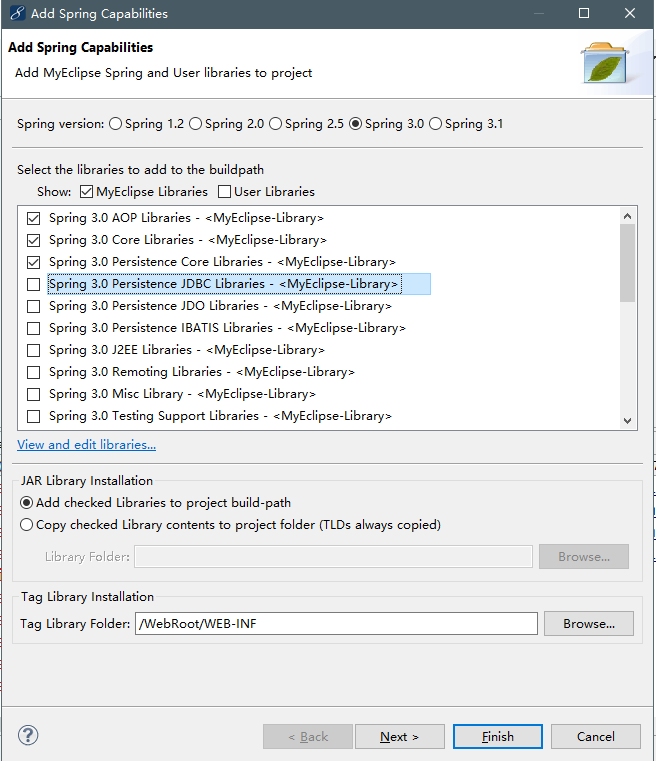 Add Spring Capabilities
Add Spring Capabilities
Add MyEclipse Spring and User libraries to project
Spring version: Spring 1.2 Spring 2.0 Spring 2.5 Spring 3.0 Spring 3.1
Select the libraries to add to the buildpath
Show: MyEclipse Libraries User Libraries
Spring 3.0 AOP Libraries - <MyEclipse-Library>
Spring 3.0 Core Libraries - <MyEclipse-Library>
Spring 3.0 Persistence Core Libraries - <MyEclipse-Library>
Spring 3.0 Persistence JDBC Libraries - <MyEclipse-Library>
Spring 3.0 Persistence JDO Libraries - <MyEclipse-Library>
Spring 3.0 Persistence IBATIS Libraries - <MyEclipse-Library>
Spring 3.0 J2EE Libraries - <MyEclipse-Library>
Spring 3.0 Remoting Libraries - <MyEclipse-Library>
Spring 3.0 Misc Library - <MyEclipse-Library>
Spring 3.0 Testing Support Libraries - <MyEclipse-Library>
View and edit libraries...
JAR Library Installation
Add checked Libraries to project build-path
Copy checked Library contents to project folder (TLDs always copied)
Library Folder: Browse...
Tag Library Installation
Tag Library Folder: /WebRoot/WEB-INF Browse...
< Back Next > Finish Cancel